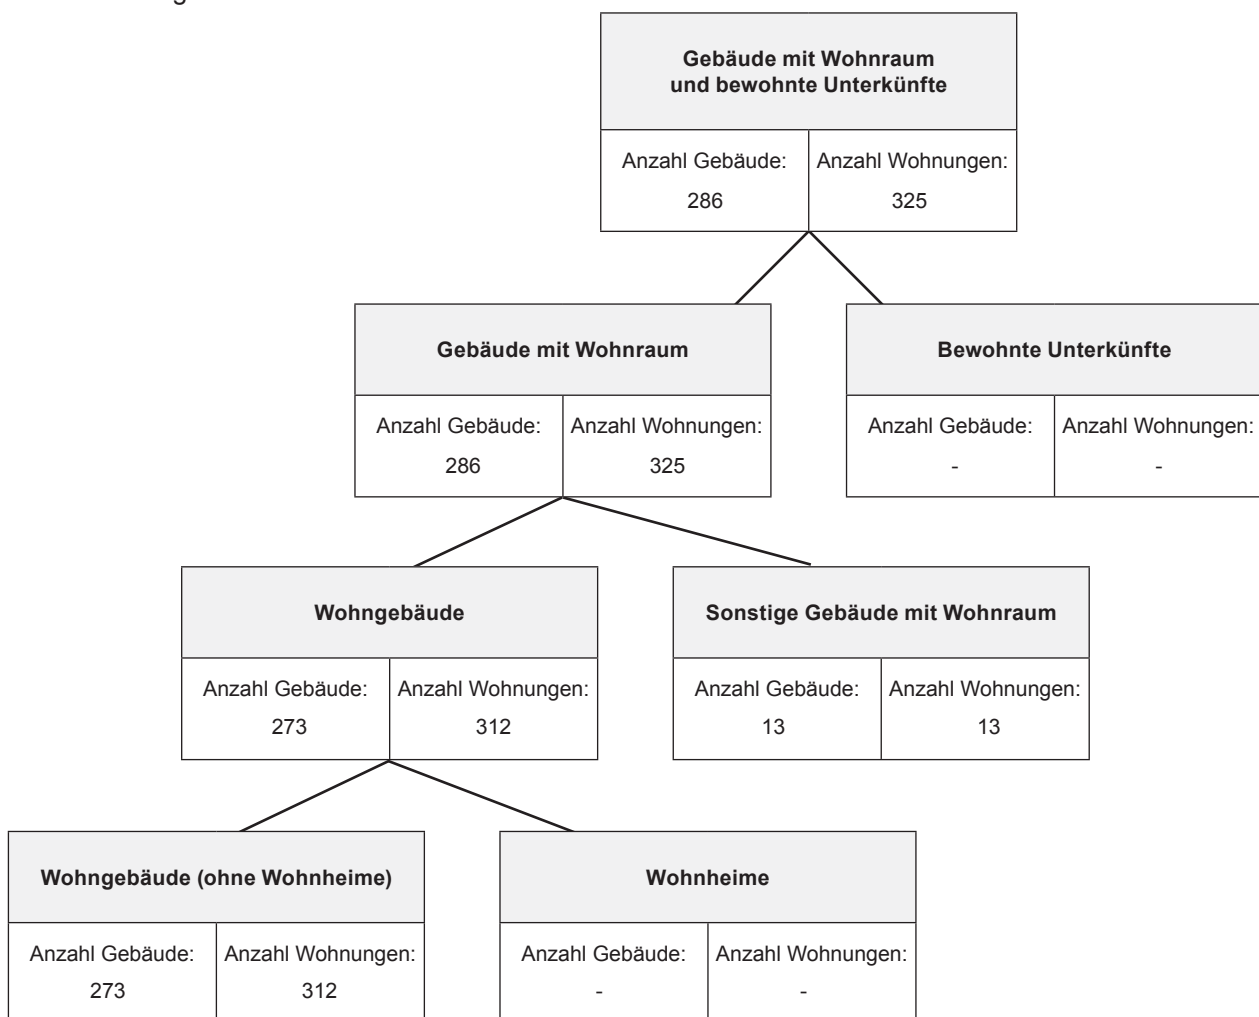 Gebäude mit Wohnraum
und bewohnte Unterkünfte
Anzahl Gebäude: Anzahl Wohnungen:
286 325
Gebäude mit Wohnraum
Anzahl Gebäude: Anzahl Wohnungen:
286 325
Bewohnte Unterkünfte
Anzahl Gebäude: Anzahl Wohnungen:
- -
Wohngebäude
Anzahl Gebäude: Anzahl Wohnungen:
273 312
Sonstige Gebäude mit Wohnraum
Anzahl Gebäude: Anzahl Wohnungen:
13 13
Wohngebäude (ohne Wohnheime)
Anzahl Gebäude: Anzahl Wohnungen:
273 312
Wohnheime
Anzahl Gebäude: Anzahl Wohnungen:
- -